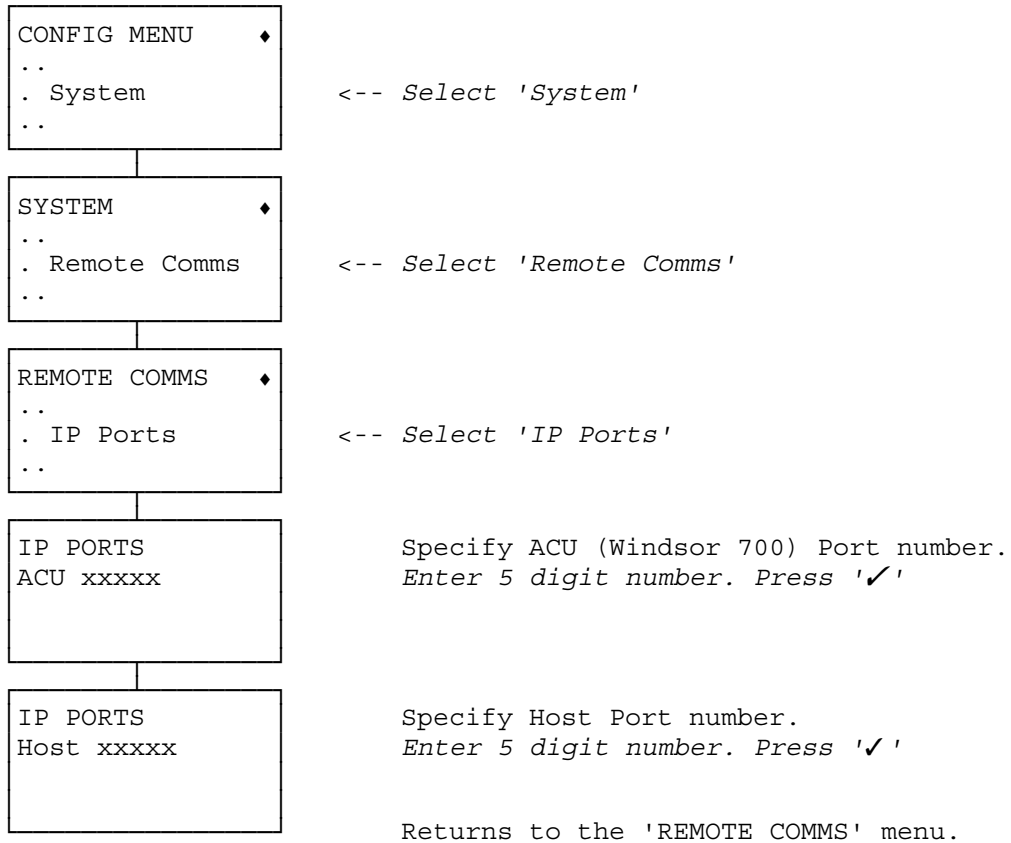 CONFIG MENU ♦
..
. System <-- Select 'System'
..
SYSTEM ♦
..
. Remote Comms <-- Select 'Remote Comms'
..
REMOTE COMMS ♦
..
. IP Ports <-- Select 'IP Ports'
..
IP PORTS Specify ACU (Windsor 700) Port number.
ACU xxxxx Enter 5 digit number. Press '✓'
IP PORTS Specify Host Port number.
Host xxxxx Enter 5 digit number. Press '✓'
Returns to the 'REMOTE COMMS' menu.